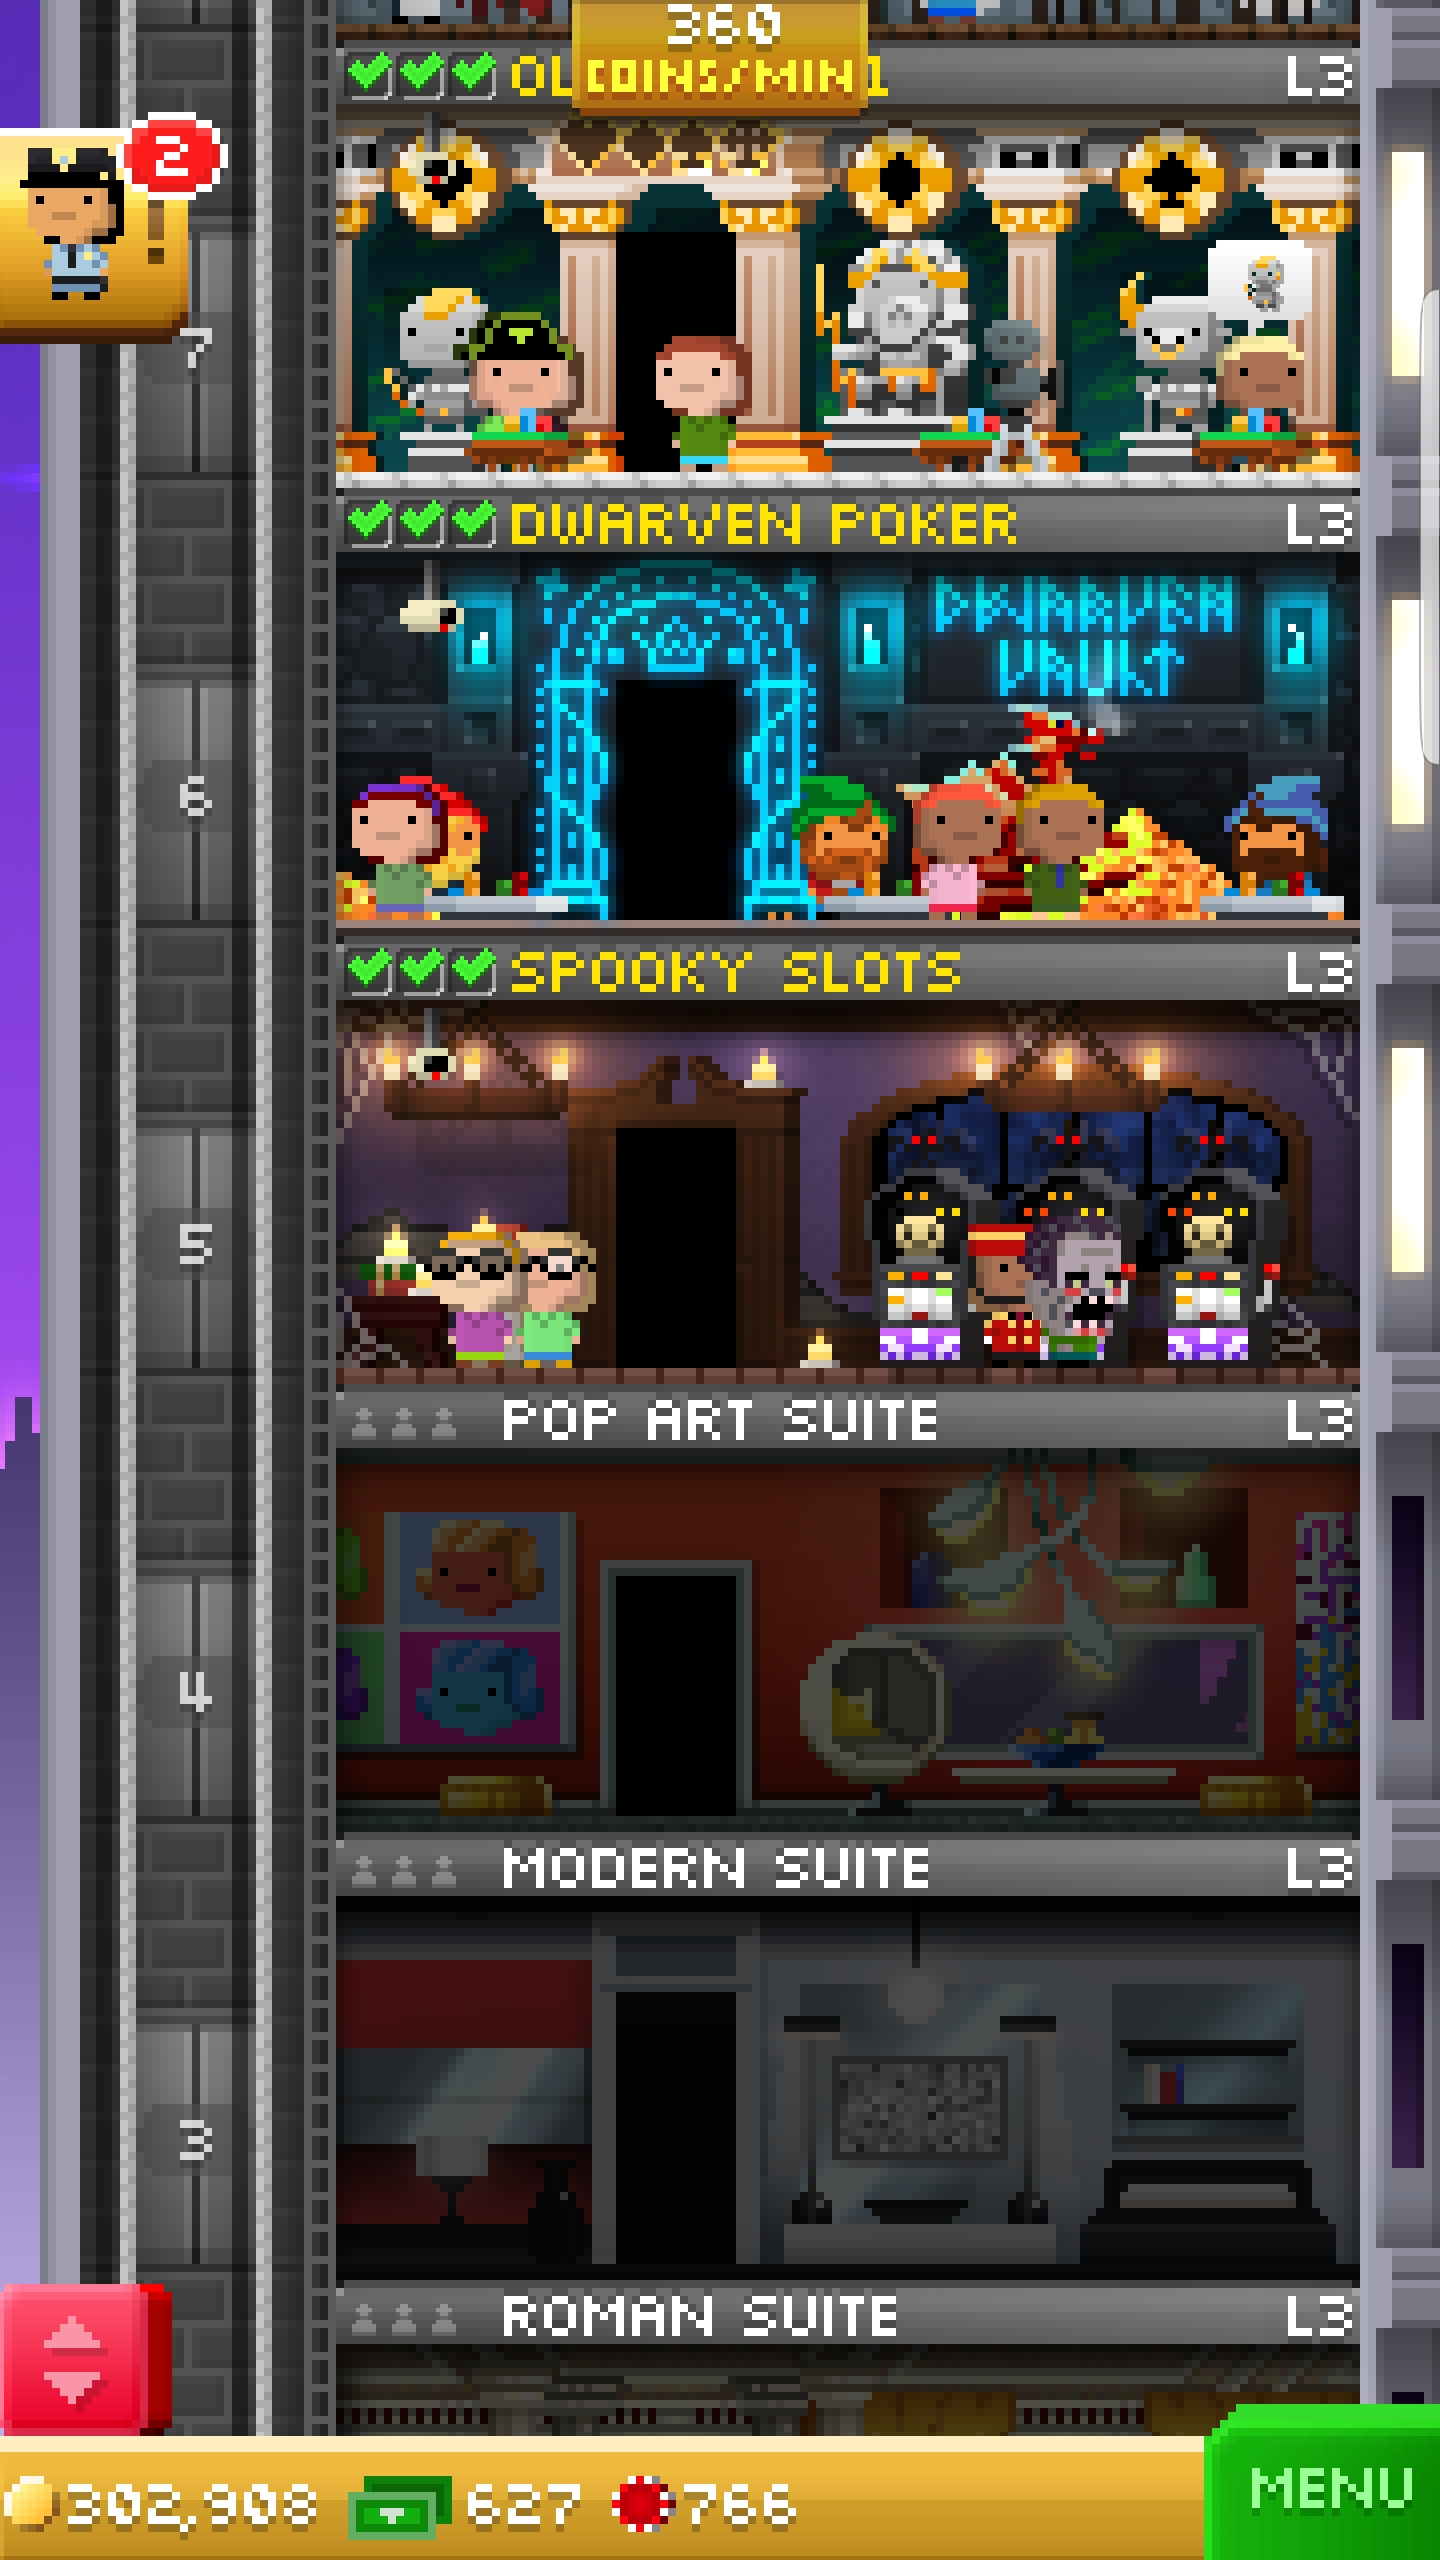 360
COINS/MIN
OL 1 L3
2
!
7
DWARVEN POKER L3
DWARVEN
VAULT
6
SPOOKY SLOTS L3
5
POP ART SUITE L3
4
MODERN SUITE L3
3
ROMAN SUITE L3
302,908 627 766
MENU